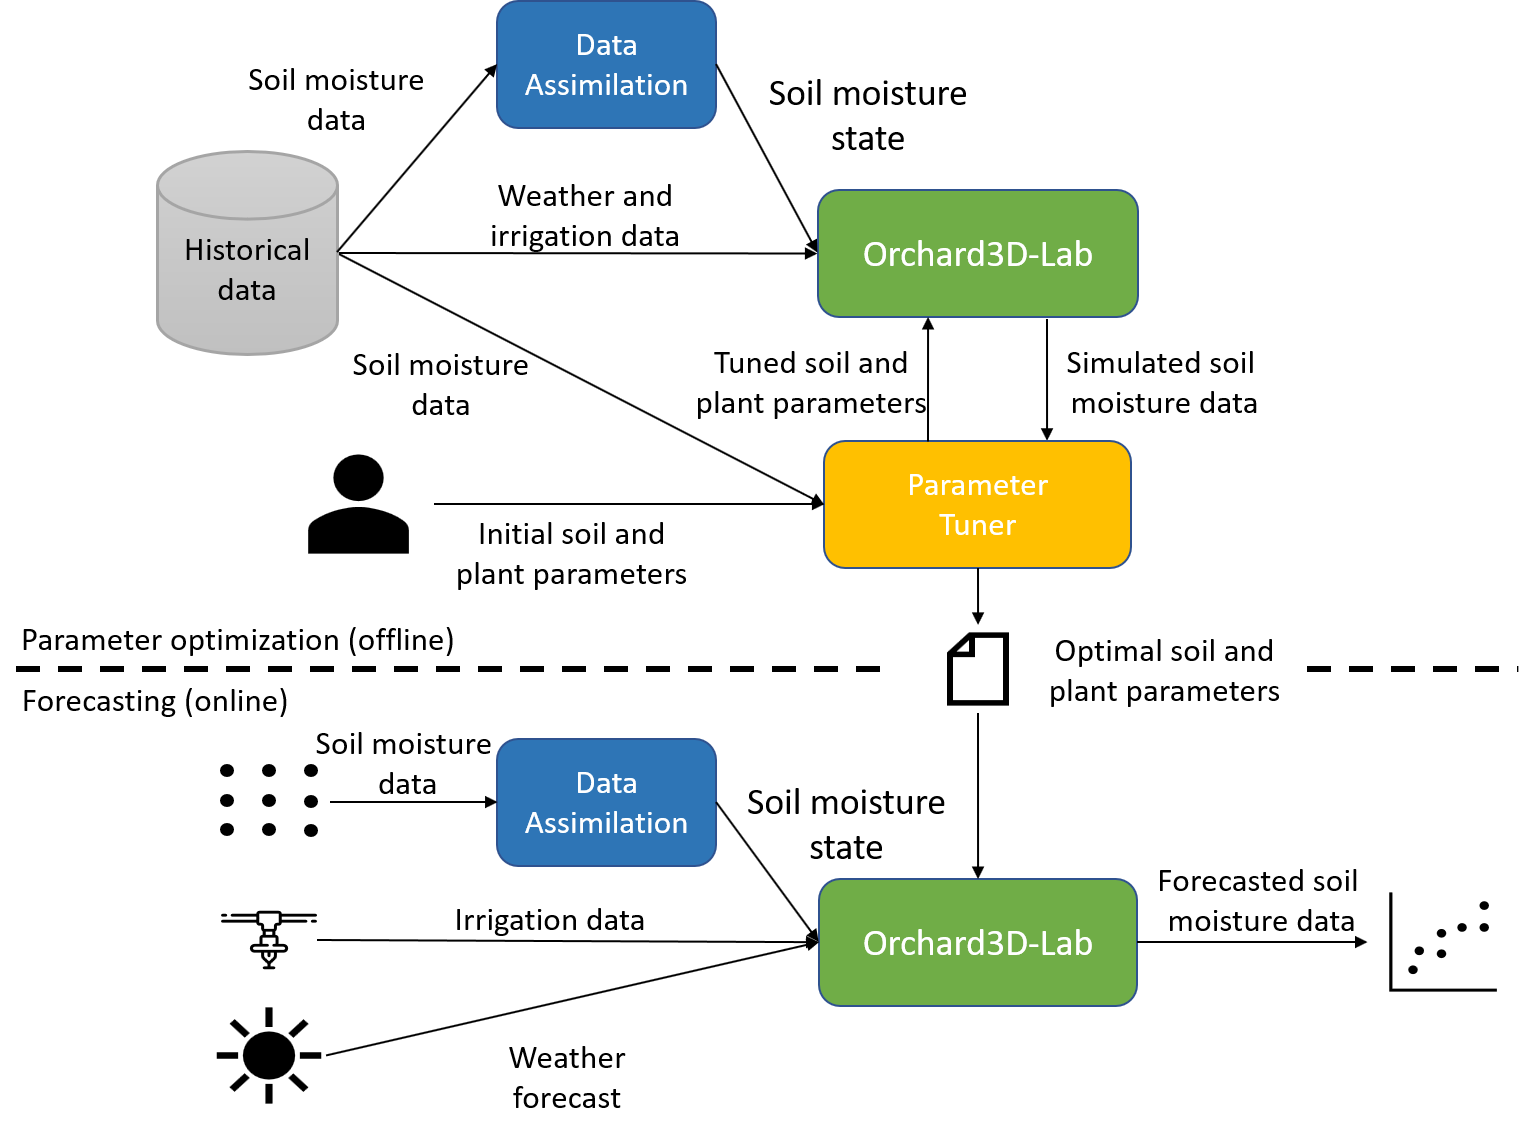 Data
Assimilation
Soil moisture
data
Soil moisture
state
Weather and
irrigation data
Historical
data
Orchard3D-Lab
Soil moisture
data
Tuned soil and
plant parameters
Simulated soil
moisture data
Parameter
Tuner
Initial soil and
plant parameters
Parameter optimization (offline)
Optimal soil and
plant parameters
Forecasting (online)
Soil moisture
data
Data
Assimilation
Soil moisture
state
Irrigation data
Orchard3D-Lab
Forecasted soil
moisture data
Weather
forecast